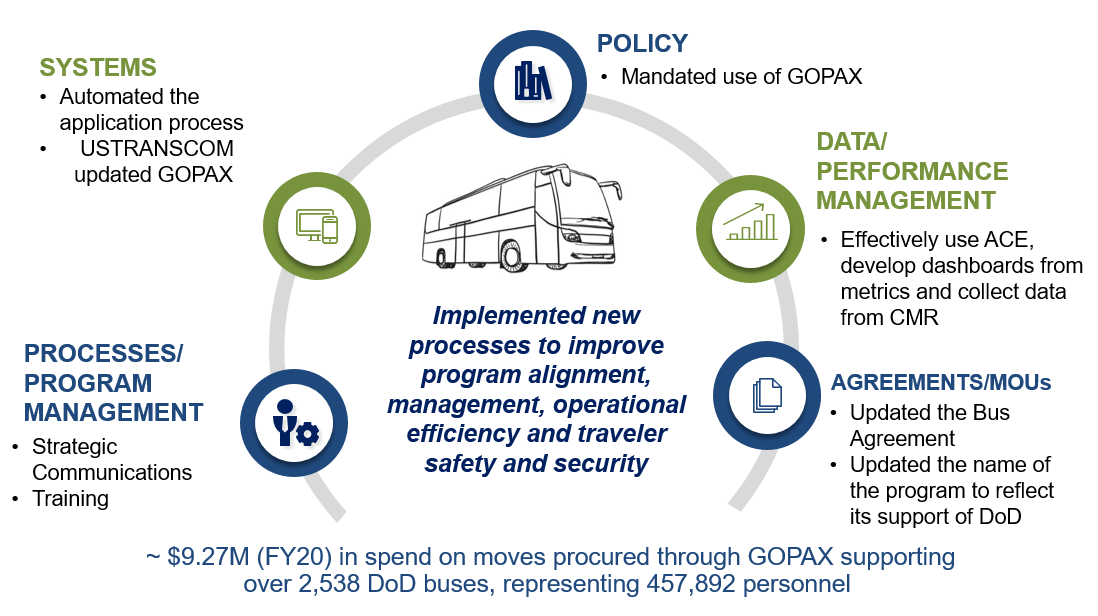 POLICY
• Mandated use of GOPAX
SYSTEMS
• Automated the
application process
• USTRANSCOM
updated GOPAX
DATA/
PERFORMANCE
MANAGEMENT
• Effectively use ACE,
develop dashboards from
metrics and collect data
from CMR
Implemented new
processes to improve
program alignment,
management, operational
efficiency and traveler
safety and security
PROCESSES/
PROGRAM
MANAGEMENT
• Strategic
Communications
• Training
AGREEMENTS/MOUs
• Updated the Bus
Agreement
• Updated the name of
the program to reflect
its support of DoD
~ $9.27M (FY20) in spend on moves procured through GOPAX supporting
over 2,538 DoD buses, representing 457,892 personnel